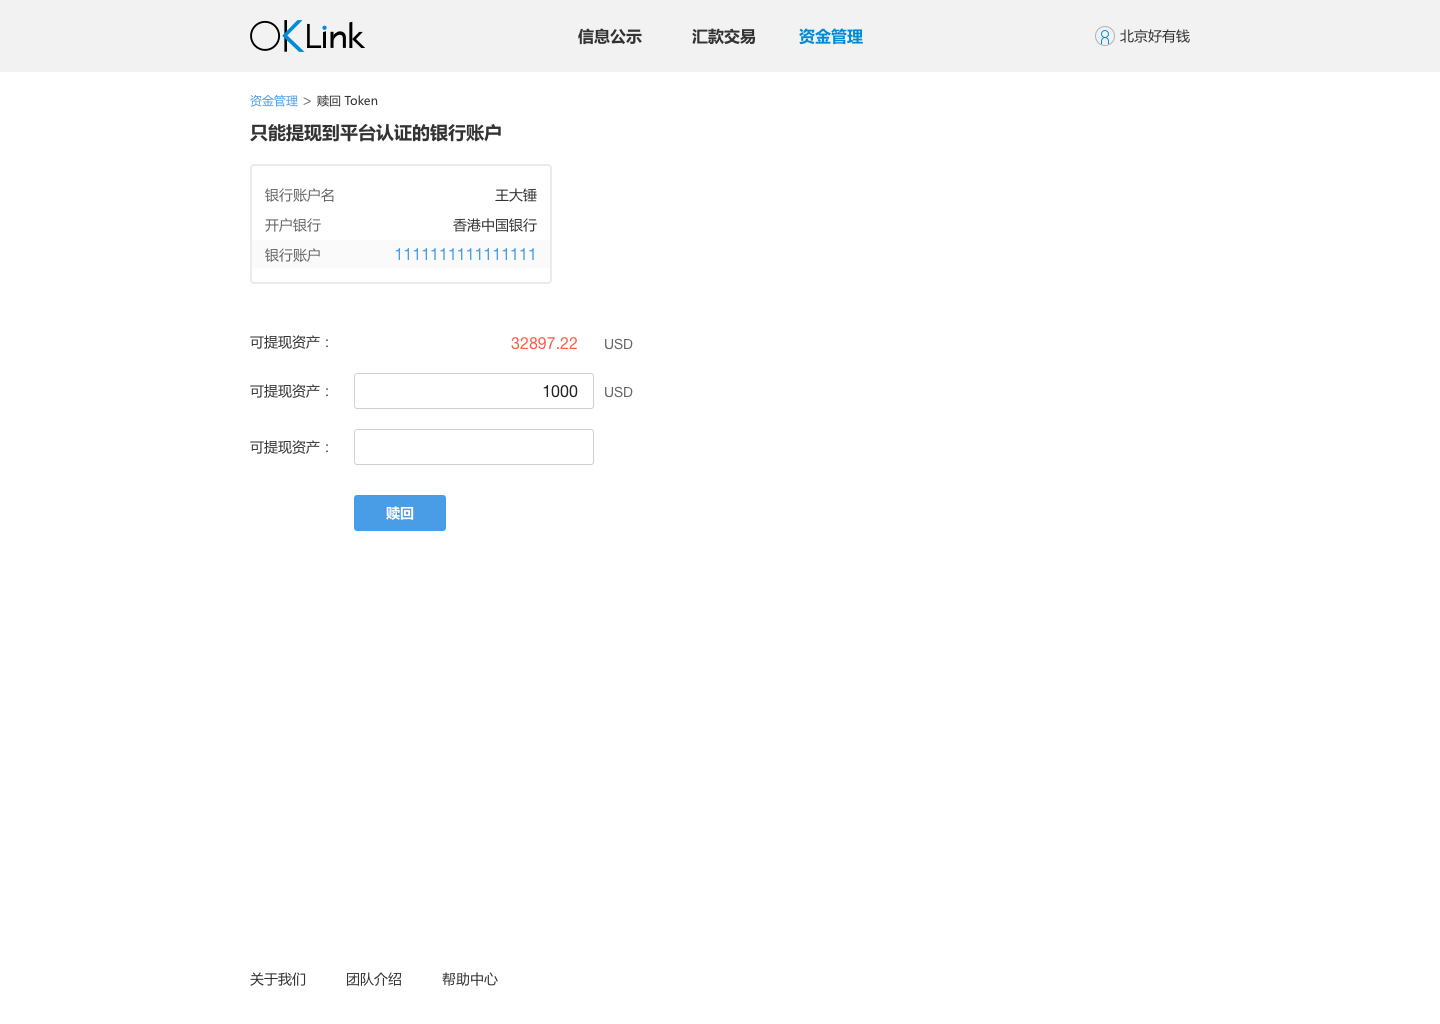 OKLink 信息公示 汇款交易 资金管理 北京好有钱
资金管理 > 赎回 Token
只能提现到平台认证的银行账户
银行账户名 王大锤
开户银行 香港中国银行
银行账户 1111111111111111
可提现资产： 32897.22 USD
可提现资产： 1000 USD
可提现资产：
赎回
关于我们 团队介绍 帮助中心